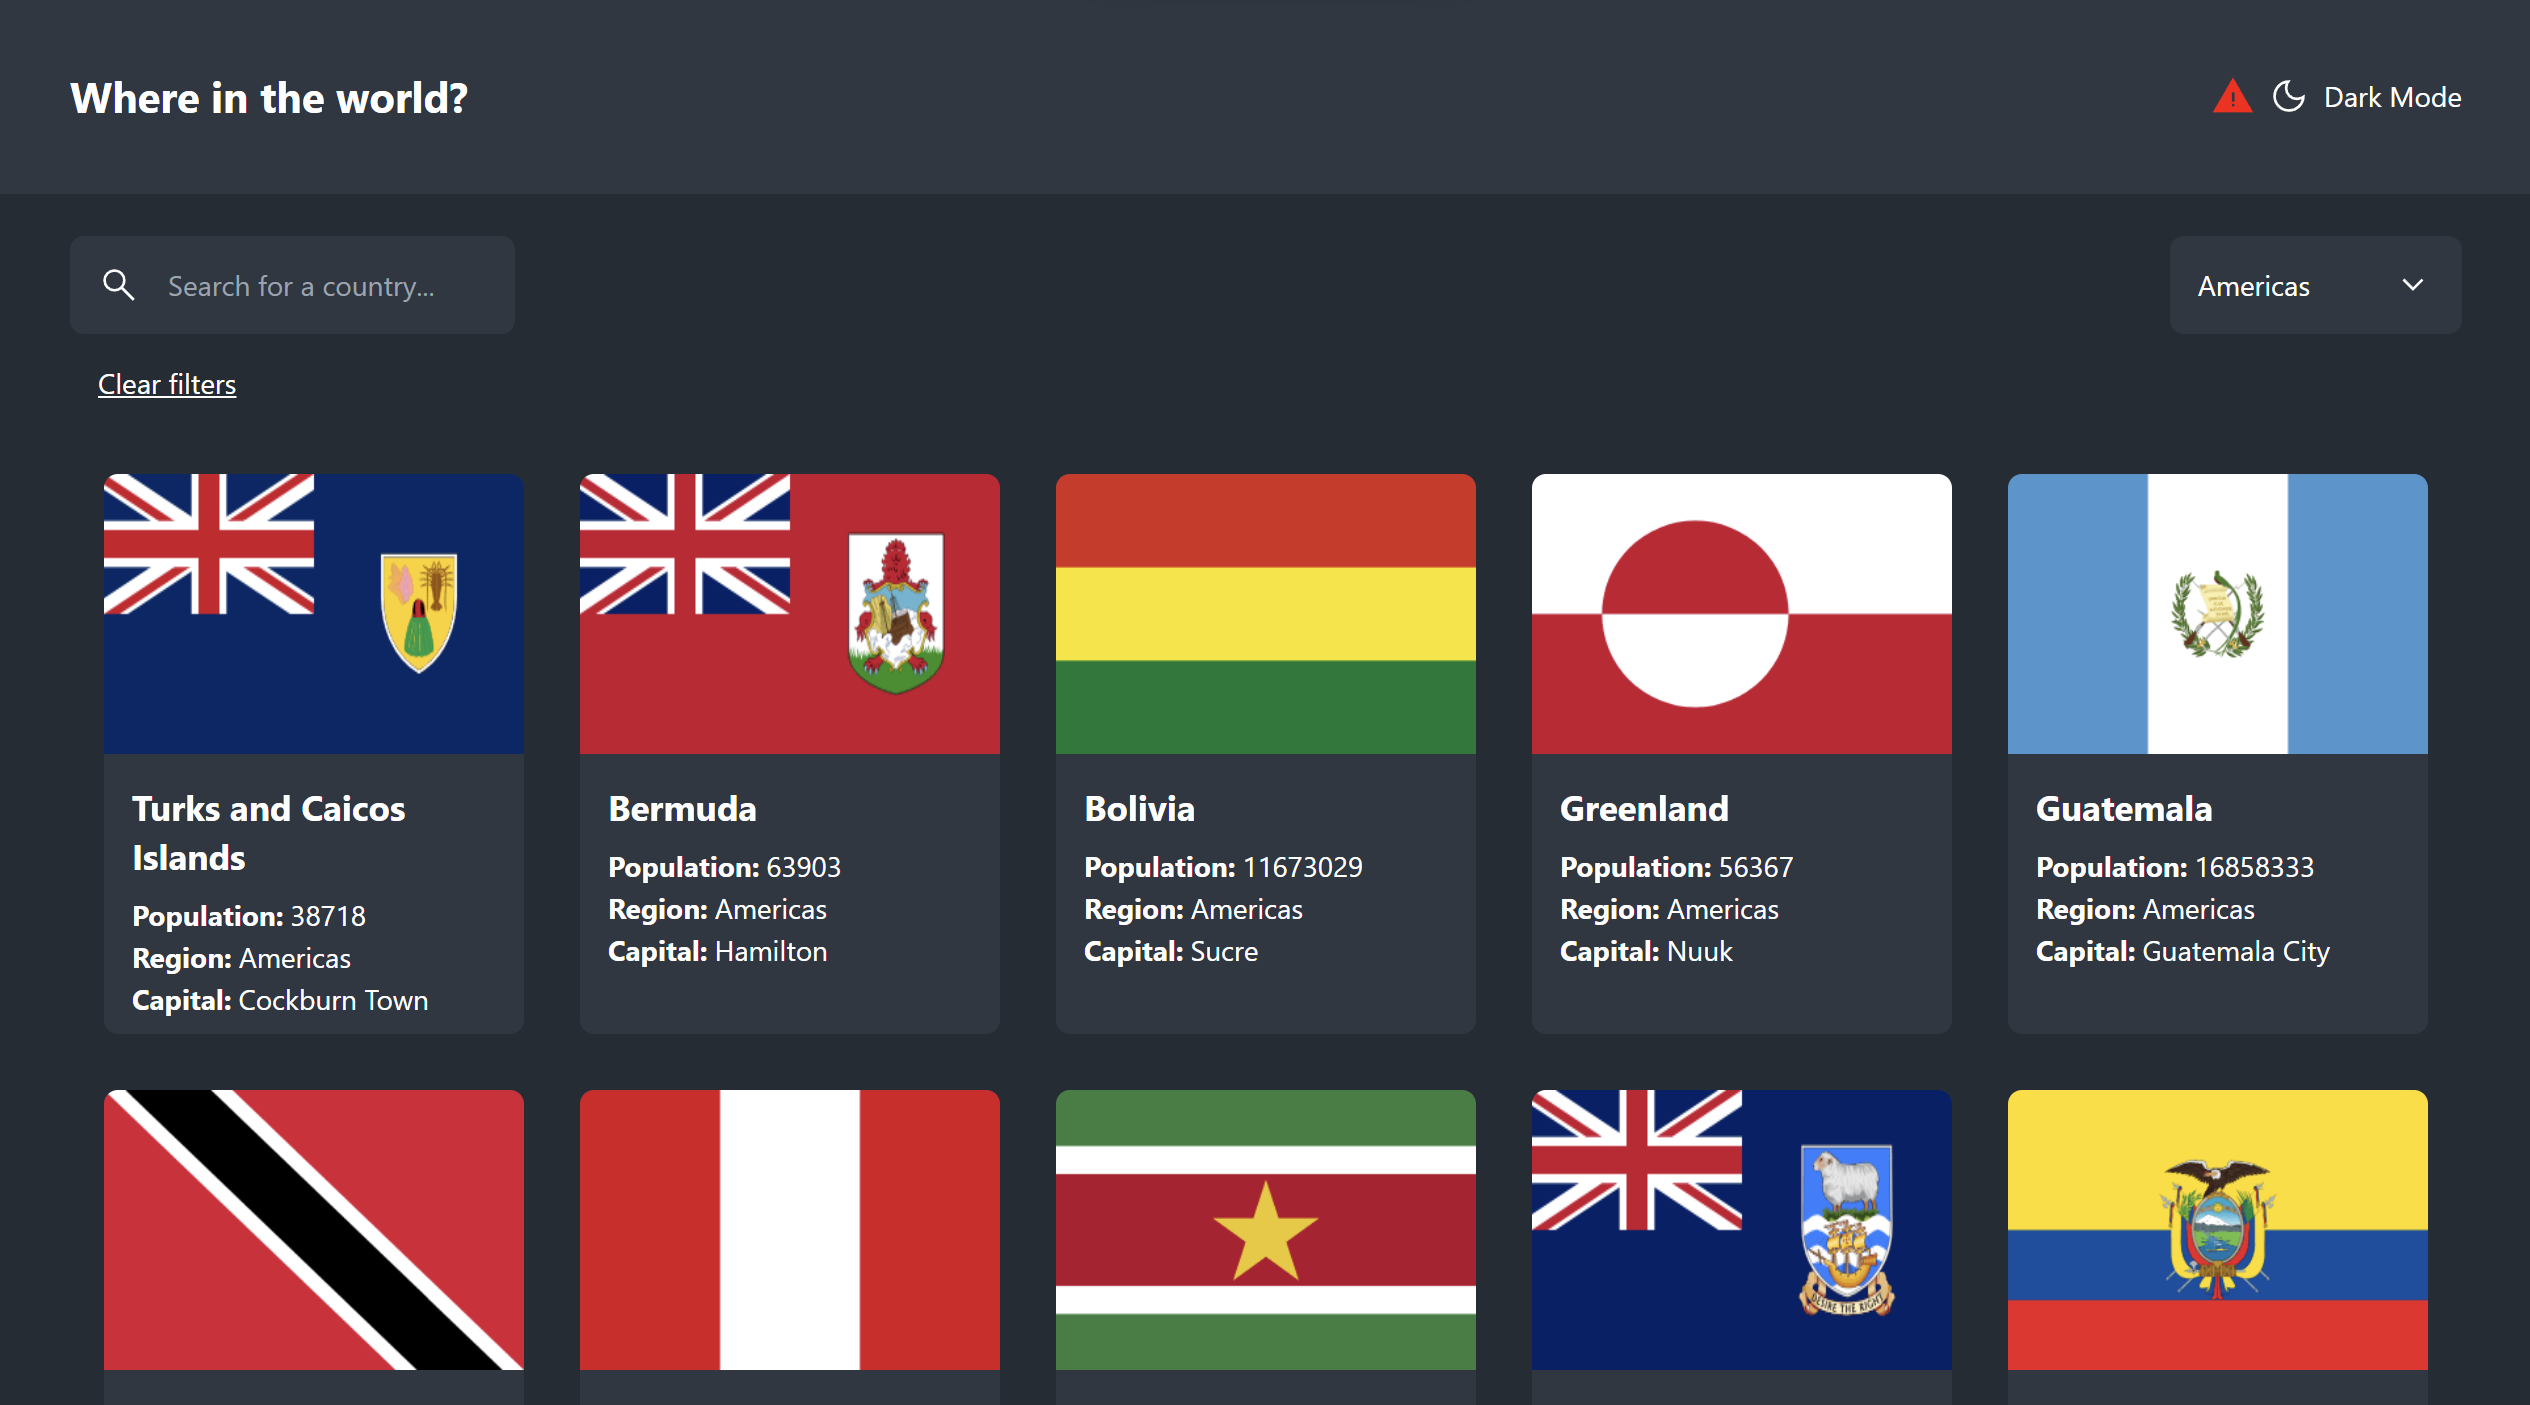 Where in the world?
Dark Mode
Search for a country...
Americas
Clear filters
Turks and Caicos
Islands
Population: 38718
Region: Americas
Capital: Cockburn Town
Bermuda
Population: 63903
Region: Americas
Capital: Hamilton
Bolivia
Population: 11673029
Region: Americas
Capital: Sucre
Greenland
Population: 56367
Region: Americas
Capital: Nuuk
Guatemala
Population: 16858333
Region: Americas
Capital: Guatemala City
DESIRE THE RIGHT